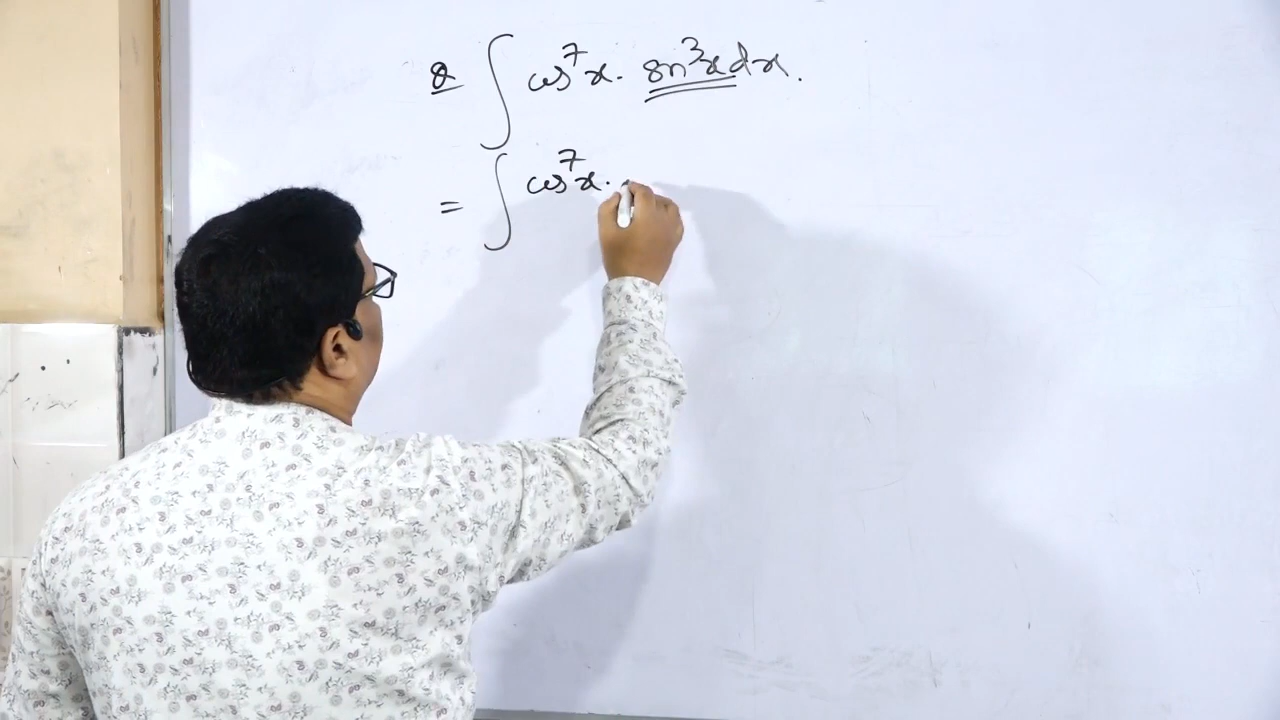 Q ∫ cos⁷x. sin³x dx.
= ∫ cos⁷x.